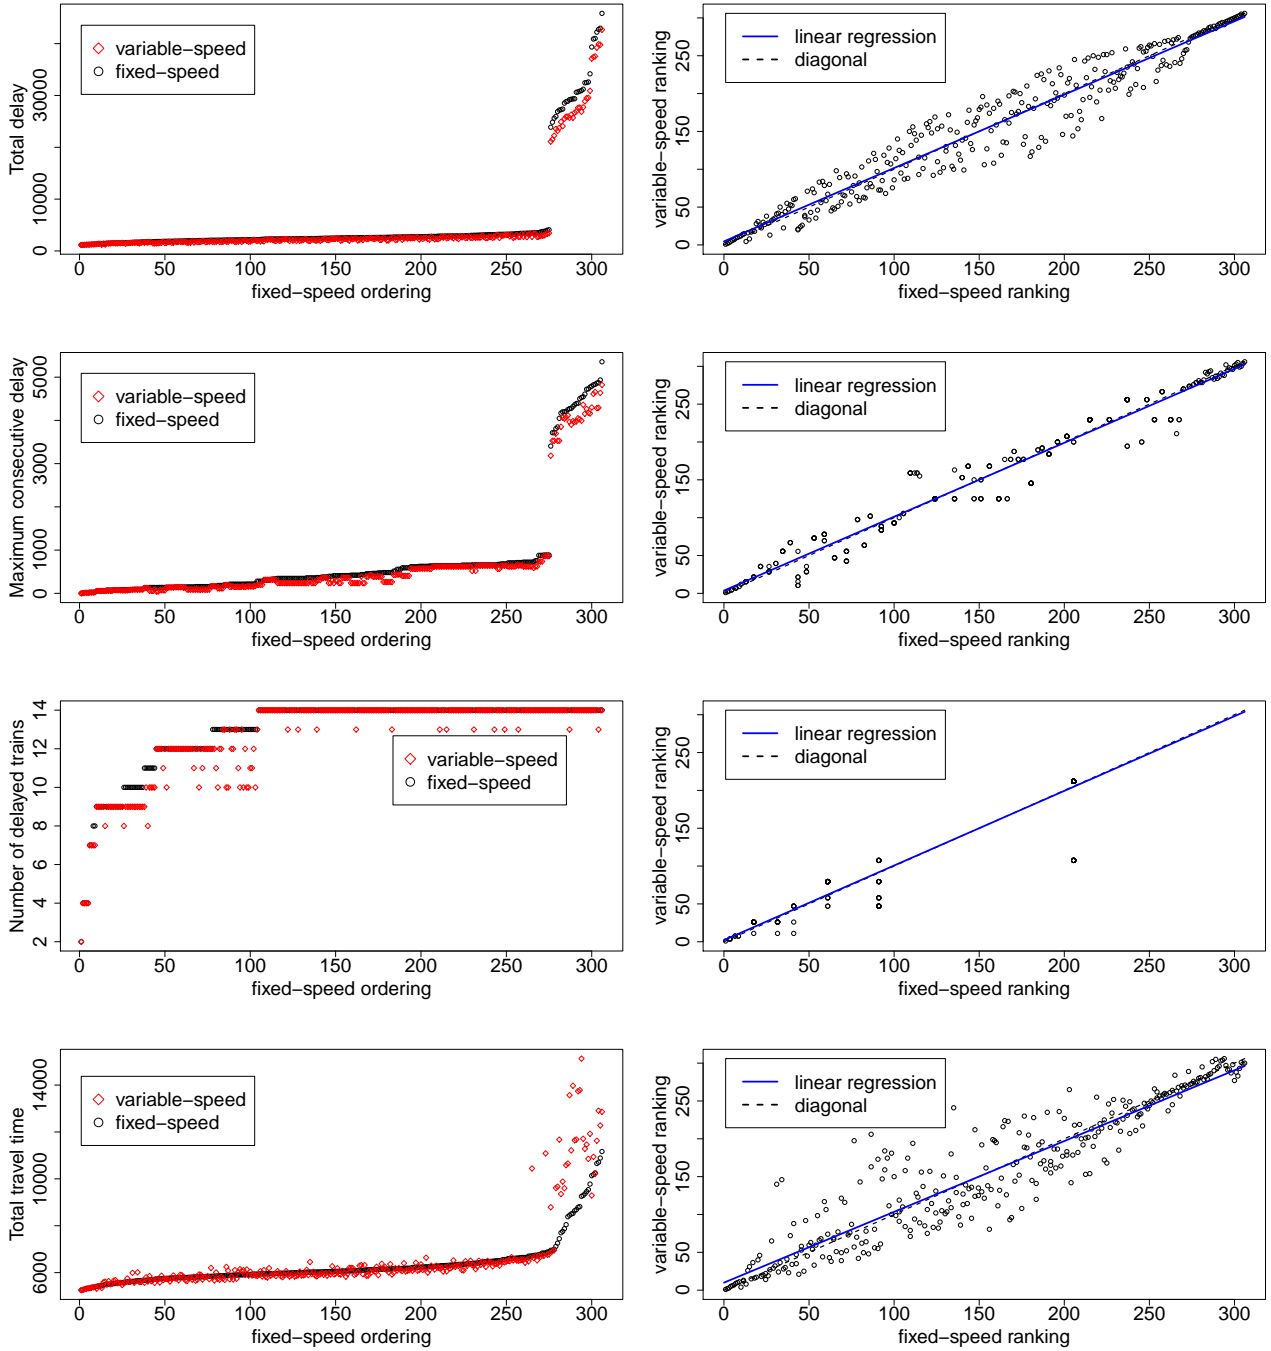 Total delay
30000
10000
0
variable−speed
fixed−speed
0 50 100 150 200 250 300
fixed−speed ordering
variable−speed ranking
250
150
50
0
linear regression
diagonal
0 50 100 150 200 250 300
fixed−speed ranking
Maximum consecutive delay
5000
3000
1000
0
variable−speed
fixed−speed
0 50 100 150 200 250 300
fixed−speed ordering
variable−speed ranking
250
150
50
0
linear regression
diagonal
0 50 100 150 200 250 300
fixed−speed ranking
Number of delayed trains
14
12
10
8
6
4
2
variable−speed
fixed−speed
0 50 100 150 200 250 300
fixed−speed ordering
variable−speed ranking
250
150
50
0
linear regression
diagonal
0 50 100 150 200 250 300
fixed−speed ranking
Total travel time
14000
10000
6000
variable−speed
fixed−speed
0 50 100 150 200 250 300
fixed−speed ordering
variable−speed ranking
250
150
50
0
linear regression
diagonal
0 50 100 150 200 250 300
fixed−speed ranking